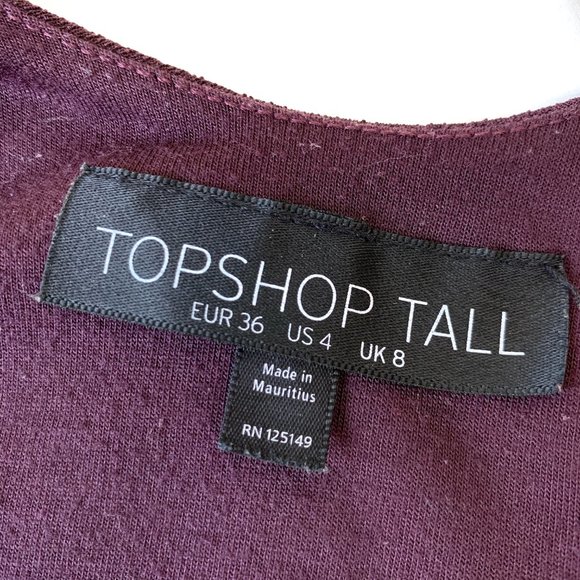 TOPSHOP TALL
EUR 36 US 4 UK 8
Made in
Mauritius
RN 125149